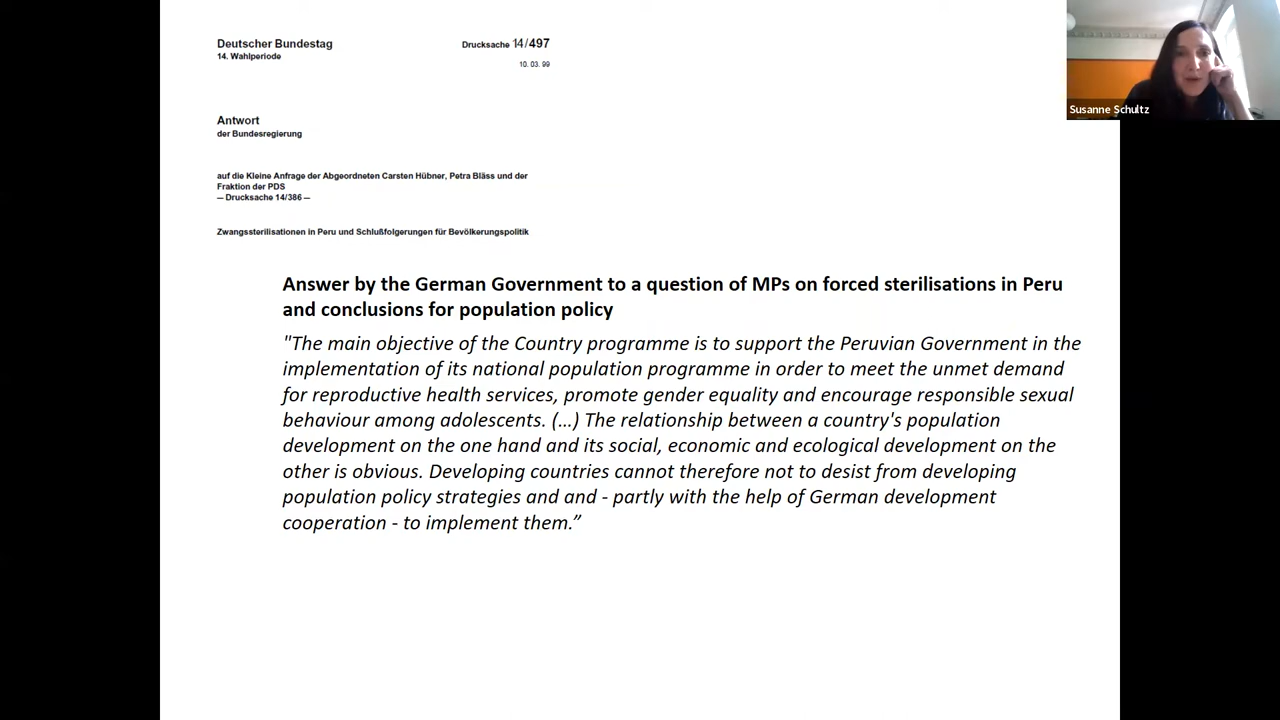 Deutscher Bundestag
14. Wahlperiode
Drucksache 14/497
10. 03. 99
Antwort
der Bundesregierung
auf die Kleine Anfrage der Abgeordneten Carsten Hübner, Petra Bläss und der
Fraktion der PDS
— Drucksache 14/386 —
Zwangssterilisationen in Peru und Schlußfolgerungen für Bevölkerungspolitik
Answer by the German Government to a question of MPs on forced sterilisations in Peru
and conclusions for population policy
"The main objective of the Country programme is to support the Peruvian Government in the
implementation of its national population programme in order to meet the unmet demand
for reproductive health services, promote gender equality and encourage responsible sexual
behaviour among adolescents. (…) The relationship between a country's population
development on the one hand and its social, economic and ecological development on the
other is obvious. Developing countries cannot therefore not to desist from developing
population policy strategies and and - partly with the help of German development
cooperation - to implement them.”
Susanne Schultz